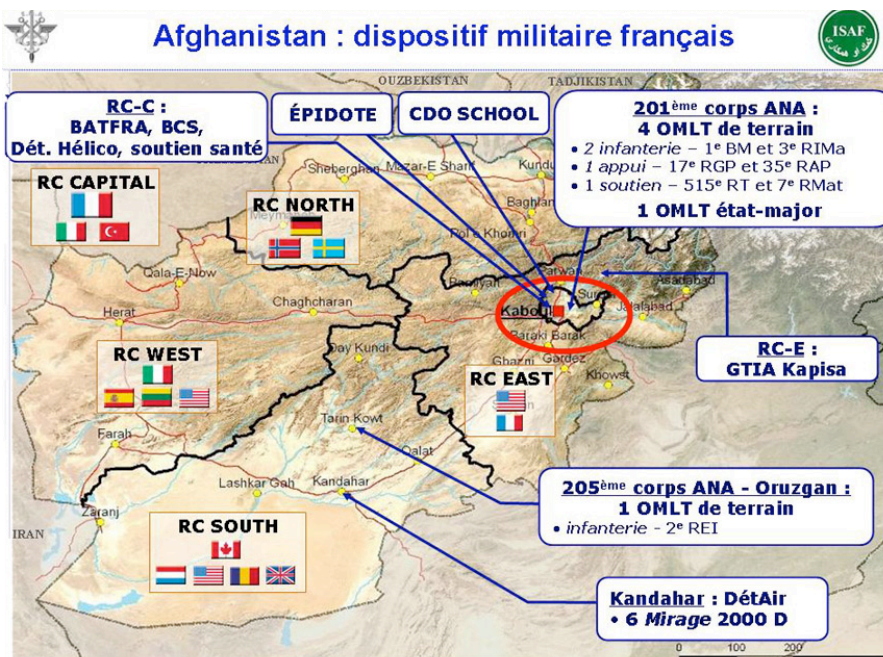 Afghanistan : dispositif militaire français
ISAF
OUZBEKISTAN
TADJIKISTAN
RC-C :
BATFRA, BCS,
Dét. Hélico, soutien santé
ÉPIDOTE
CDO SCHOOL
201ème corps ANA :
4 OMLT de terrain
• 2 infanterie – 1e BM et 3e RIMa
• 1 appui – 17e RGP et 35e RAP
• 1 soutien – 515e RT et 7e RMat
1 OMLT état-major
Sheberghan
Mazar-E Sharif
RC CAPITAL
RC NORTH
Baghlan
Pol e Khomri
Qala-E-Now
Chaghcharan
Bamiyan
Parwan
Asadabad
Herat
Jalalabad
Baraki Barak
RC-E :
GTIA Kapisa
RC WEST
Day Kundi
Ghazni
Gardez
RC EAST
Khowst
Tarin Kowt
Farah
Qalat
205ème corps ANA - Oruzgan :
1 OMLT de terrain
• infanterie - 2e REI
Lashkar Gah
Kandahar
Zaranj
IRAN
RC SOUTH
Kandahar : DétAir
• 6 Mirage 2000 D
0 100 200